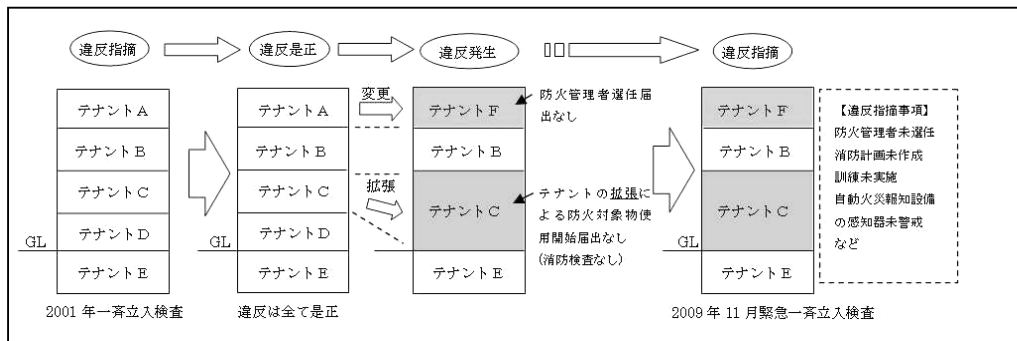 違反指摘
違反是正
違反発生
違反指摘
テナントA
テナントB
テナントC
テナントD
GL
テナントE
2001年一斉立入検査
テナントA
テナントB
テナントC
テナントD
GL
テナントE
違反は全て是正
変更
拡張
テナントF
テナントB
テナントC
テナントE
防火管理者選任届
出なし
テナントの拡張に
よる防火対象物使
用開始届出なし
(消防検査なし)
GL
テナントF
テナントB
テナントC
テナントE
2009年11月緊急一斉立入検査
【違反指摘事項】
防火管理者未選任
消防計画未作成
訓練未実施
自動火災報知設備
の感知器未警戒
など